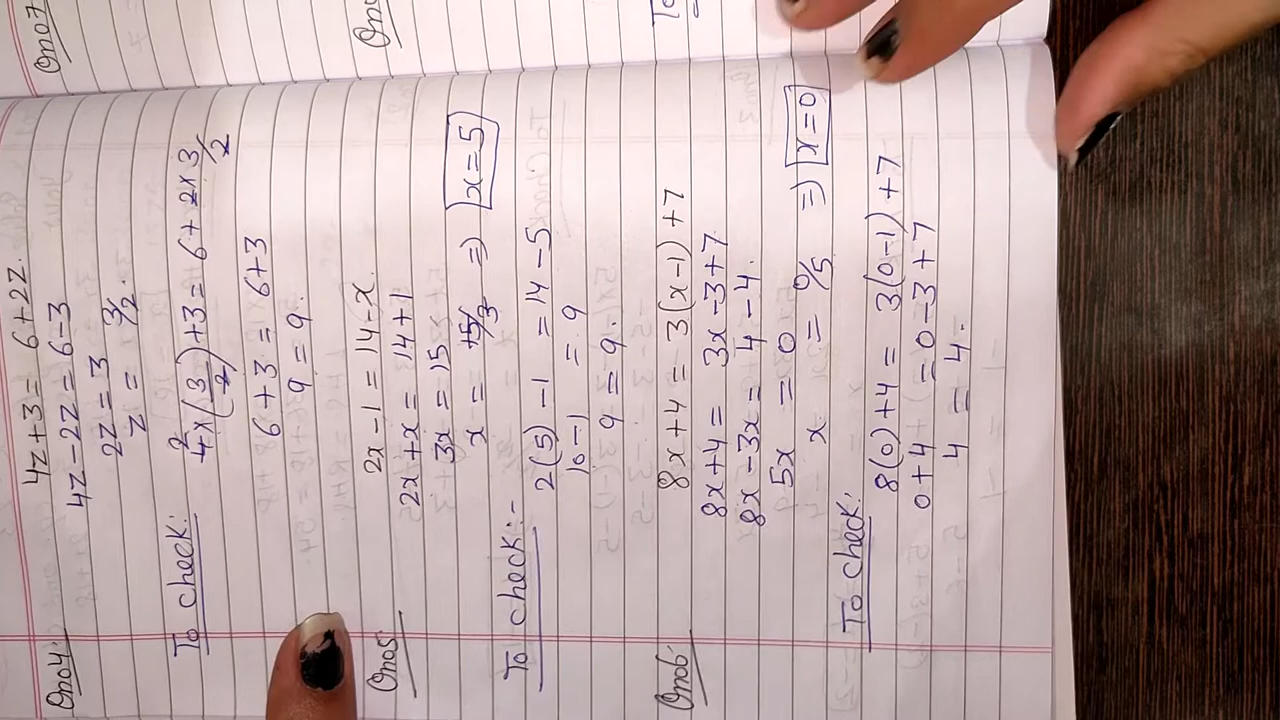 Qno4:
4z+3 = 6+2z.
4z-2z = 6-3
2z = 3
z = 3/2.
To check:
4×(3/2)+3 = 6+2×3/2
6+3 = 6+3
9 = 9.
Qno5:
2x-1 = 14-x.
2x+x = 14+1
3x = 15
x = 15/3 ⇒ x=5
To check:-
2(5)-1 = 14-5
10-1 = 9
9 = 9.
Qno6:
8x+4 = 3(x-1)+7
8x+4 = 3x-3+7.
8x-3x = 4-4.
5x = 0
x = 0/5 ⇒ x=0
To check:
8(0)+4 = 3(0-1)+7
0+4 = 0-3+7
4 = 4.
Qno7